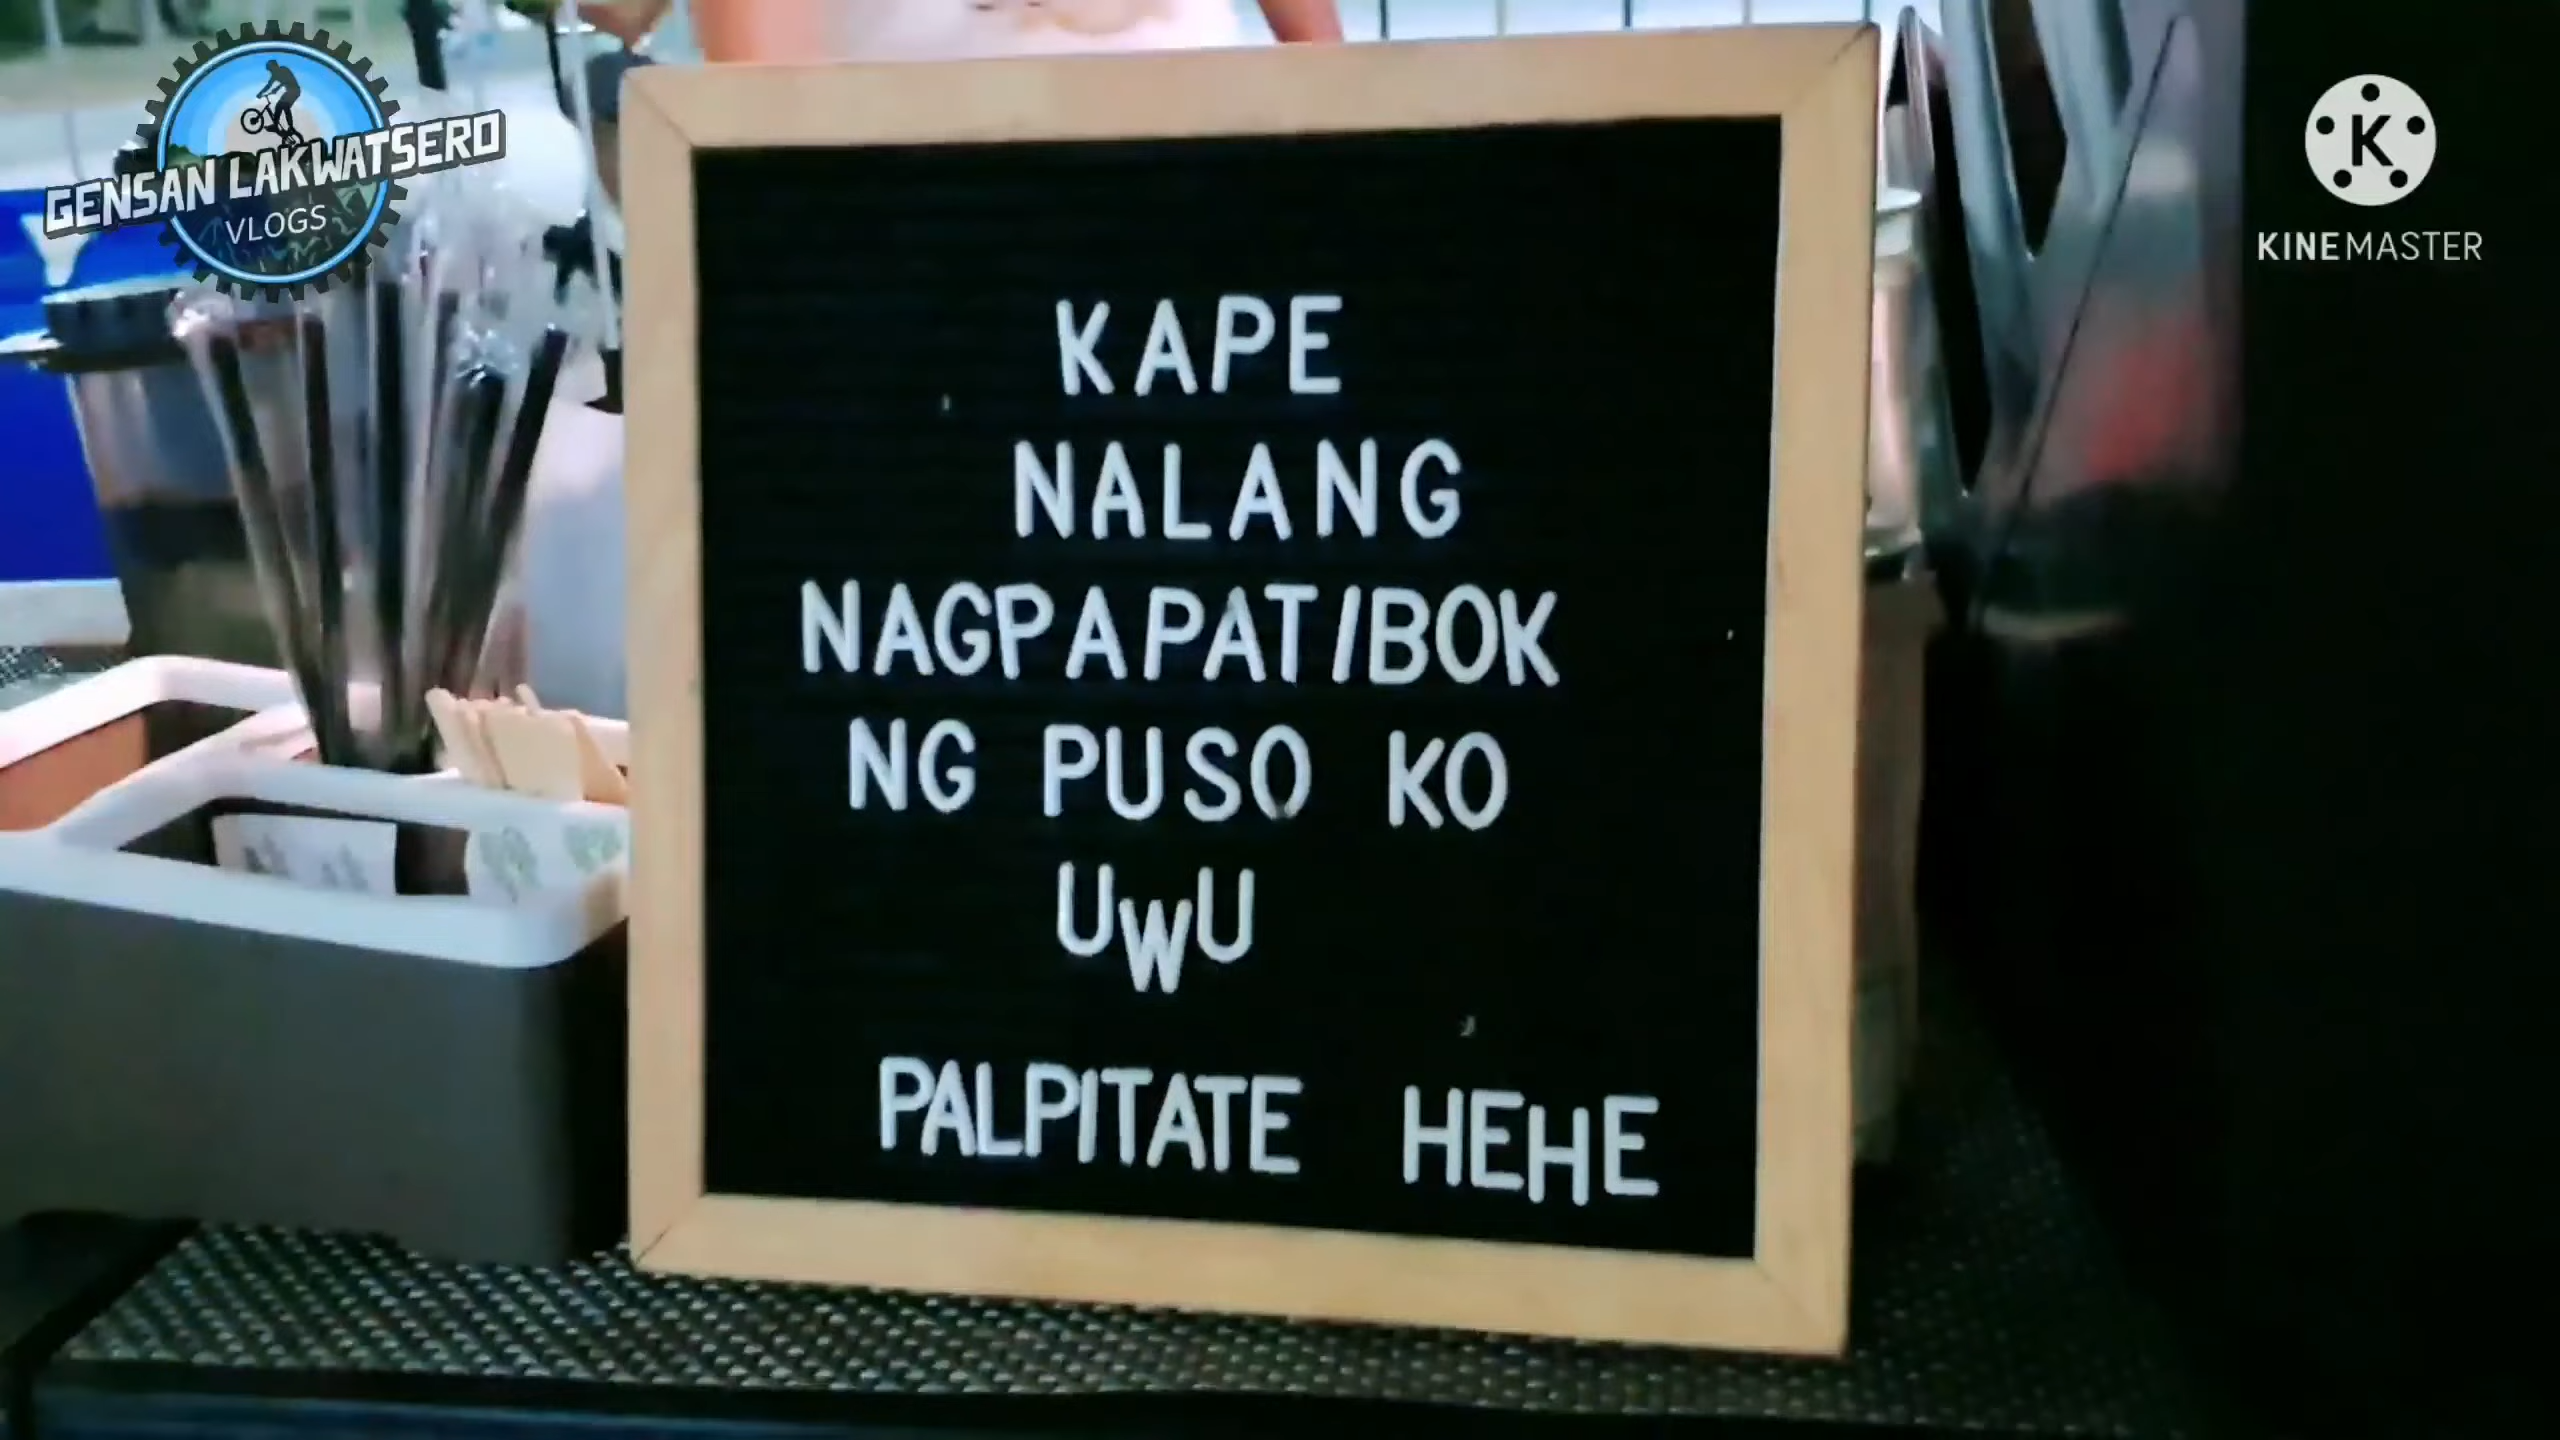 GENSAN LAKWATSERO
VLOGS
K
KINEMASTER
KAPE
NALANG
NAGPAPATIBOK
NG PUSO KO
UWU
PALPITATE HEHE